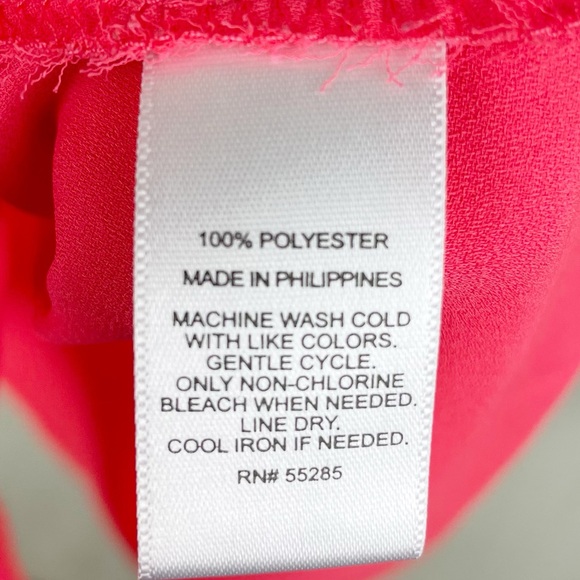 100% POLYESTER
MADE IN PHILIPPINES
MACHINE WASH COLD
WITH LIKE COLORS.
GENTLE CYCLE.
ONLY NON-CHLORINE
BLEACH WHEN NEEDED.
LINE DRY.
COOL IRON IF NEEDED.
RN# 55285